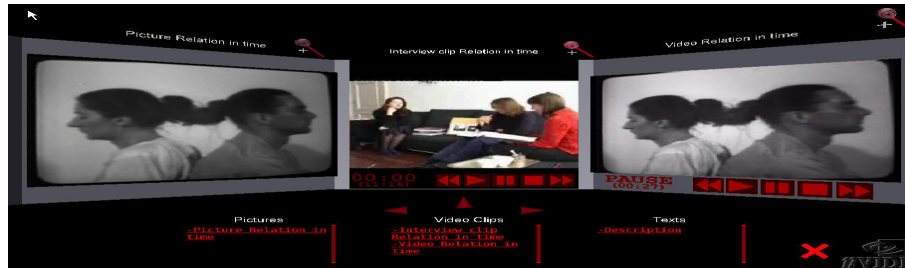 Picture Relation in time
Interview clip Relation in time
Video Relation in time
00:00
PAUSE
(00:27)
Pictures
Video Clips
Texts
-Picture Relation in
time
-Interview clip
Relation in time
-Video Relation in
time
-Description